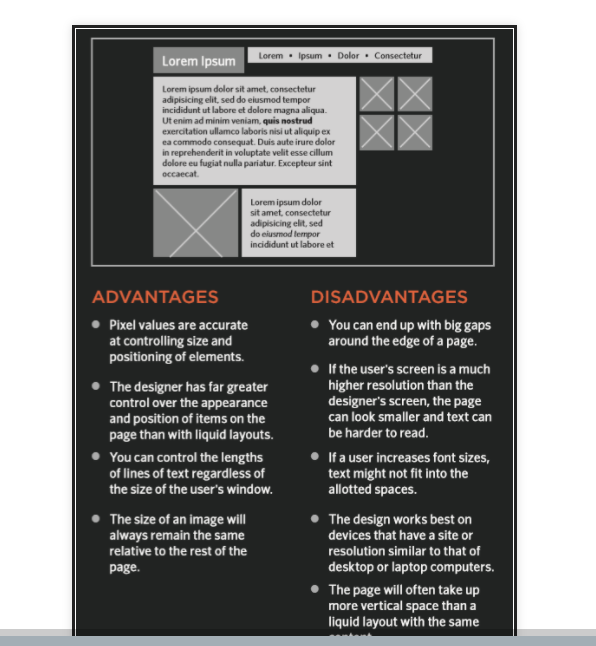 Lorem Ipsum
Lorem • Ipsum • Dolor • Consectetur
Lorem ipsum dolor sit amet, consectetur
adipisicing elit, sed do eiusmod tempor
incididunt ut labore et dolore magna aliqua.
Ut enim ad minim veniam, quis nostrud
exercitation ullamco laboris nisi ut aliquip ex
ea commodo consequat. Duis aute irure dolor
in reprehenderit in voluptate velit esse cillum
dolore eu fugiat nulla pariatur. Excepteur sint
occaecat.
Lorem ipsum dolor
sit amet, consectetur
adipisicing elit, sed
do eiusmod tempor
incididunt ut labore et
ADVANTAGES
Pixel values are accurate
at controlling size and
positioning of elements.
The designer has far greater
control over the appearance
and position of items on the
page than with liquid layouts.
You can control the lengths
of lines of text regardless of
the size of the user's window.
The size of an image will
always remain the same
relative to the rest of the
page.
DISADVANTAGES
You can end up with big gaps
around the edge of a page.
If the user's screen is a much
higher resolution than the
designer's screen, the page
can look smaller and text can
be harder to read.
If a user increases font sizes,
text might not fit into the
allotted spaces.
The design works best on
devices that have a site or
resolution similar to that of
desktop or laptop computers.
The page will often take up
more vertical space than a
liquid layout with the same